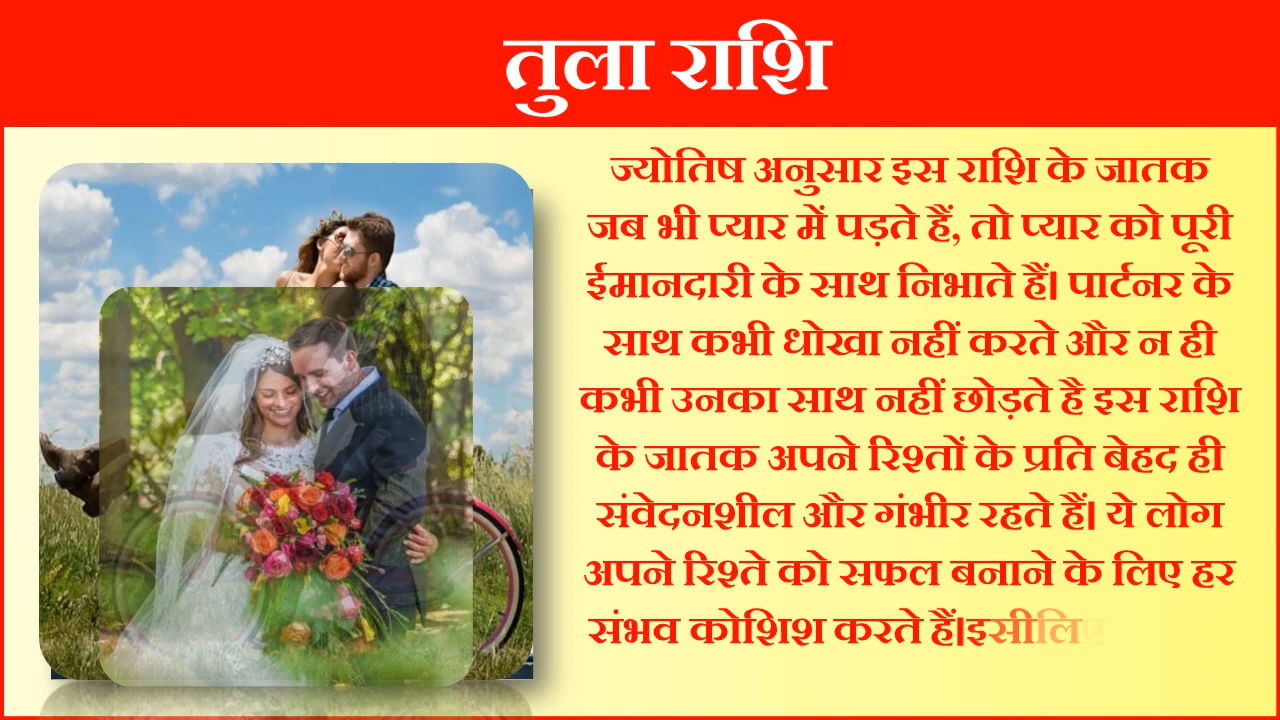 तुला राशि
ज्योतिष अनुसार इस राशि के जातक
जब भी प्यार में पड़ते हैं, तो प्यार को पूरी
ईमानदारी के साथ निभाते हैं। पार्टनर के
साथ कभी धोखा नहीं करते और न ही
कभी उनका साथ नहीं छोड़ते है इस राशि
के जातक अपने रिश्तों के प्रति बेहद ही
संवेदनशील और गंभीर रहते हैं। ये लोग
अपने रिश्ते को सफल बनाने के लिए हर
संभव कोशिश करते हैं।इसीलिए